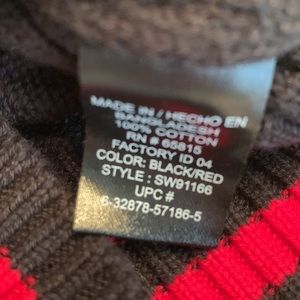 MADE IN / HECHO EN
BANGLADESH
100% COTTON
RN # 65815
FACTORY ID 04
COLOR: BLACK/RED
STYLE : SW91166
UPC #
6-32878-57186-5